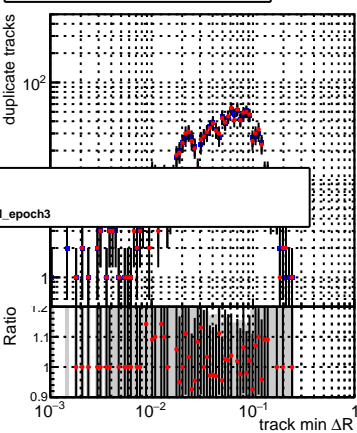 duplicate tracks
10²
l_epoch3
1
Ratio
1.2
1.1
1
0.9
10⁻³
10⁻²
10⁻¹
1
track min ΔR